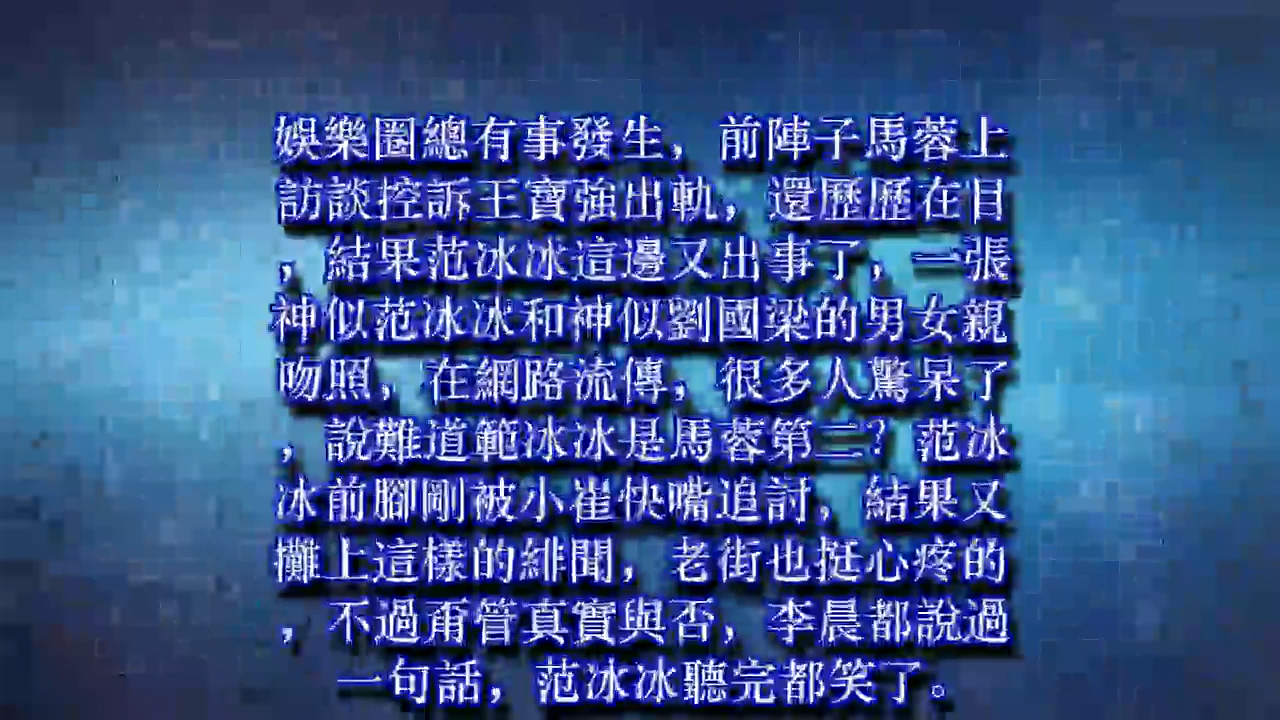 娛樂圈總有事發生，前陣子馬蓉上
訪談控訴王寶強出軌，還歷歷在目
，結果范冰冰這邊又出事了，一張
神似范冰冰和神似劉國梁的男女親
吻照，在網路流傳，很多人驚呆了
，說難道範冰冰是馬蓉第二？范冰
冰前腳剛被小崔快嘴追討，結果又
攤上這樣的緋聞，老街也挺心疼的
，不過甭管真實與否，李晨都說過
一句話，范冰冰聽完都笑了。